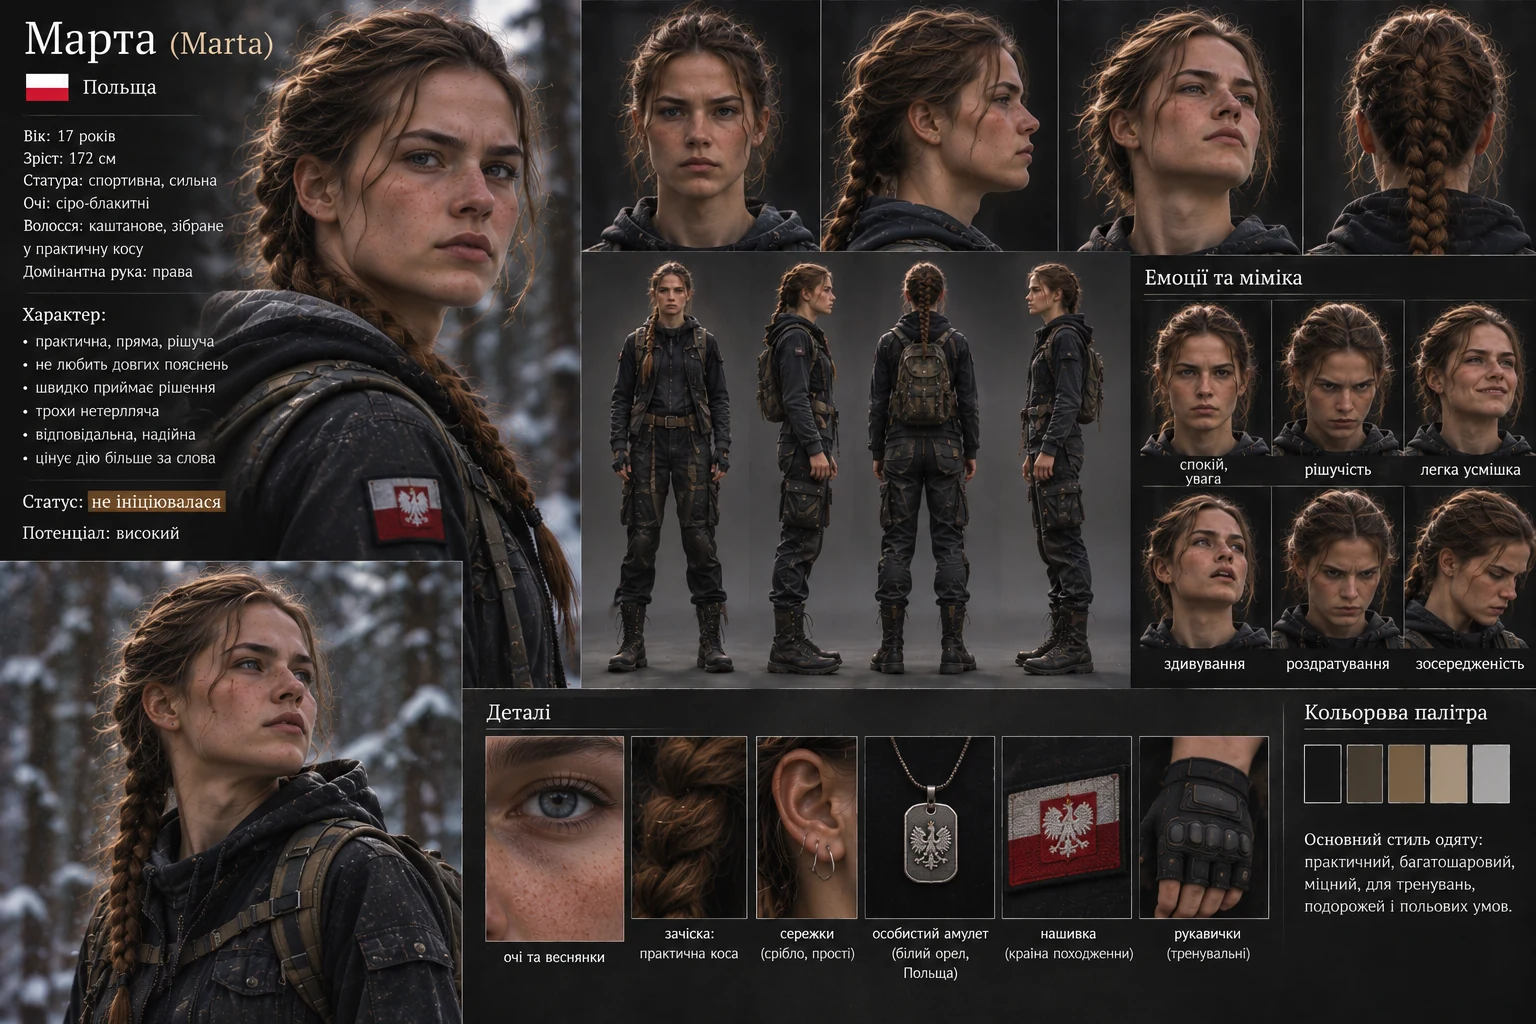 Марта (Marta)
Польща
Вік: 17 років
Зріст: 172 см
Статура: спортивна, сильна
Очі: сіро-блакитні
Волосся: каштанове, зібране
у практичну косу
Домінантна рука: права
Характер:
• практична, пряма, рішуча
• не любить довгих пояснень
• швидко приймає рішення
• трохи нетерлляча
• відповідальна, надійна
• цінує дію більше за слова
Статус: не ініціювалася
Потенціал: високий
Емоції та міміка
спокій,
увага
рішучість
легка усмішка
здивування
роздратування
зосередженість
Деталі
очі та веснянки
зачіска:
практична коса
сережки
(срібло, прості)
особистий амулет
(білий орел,
Польща)
нашивка
(країна походженни)
рукавички
(тренувальні)
Кольорова палітра
Основний стиль одяту:
практичний, багатошаровий,
міцний, для тренувань,
подорожей і польових умов.